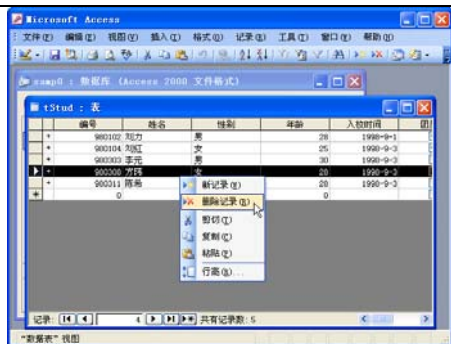 Microsoft Access
文件(F) 编辑(E) 视图(V) 插入(I) 格式(O) 记录(R) 工具(T) 窗口(W) 帮助(H)
samp0 : 数据库 (Access 2000 文件格式)
tStud : 表
编号 姓名 性别 年龄 入校时间
980102 刘力 男 28 1998-9-1
980104 刘红 女 25 1998-9-3
980303 李元 男 30 1998-9-3
980308 方玮 女 20 1998-9-3
980311 陈希 20 1998-9-3
0 0
新记录(W)
删除记录(R)
剪切(T)
复制(C)
粘贴(P)
行高(R)...
记录: 4 共有记录数: 5
"数据表" 视图